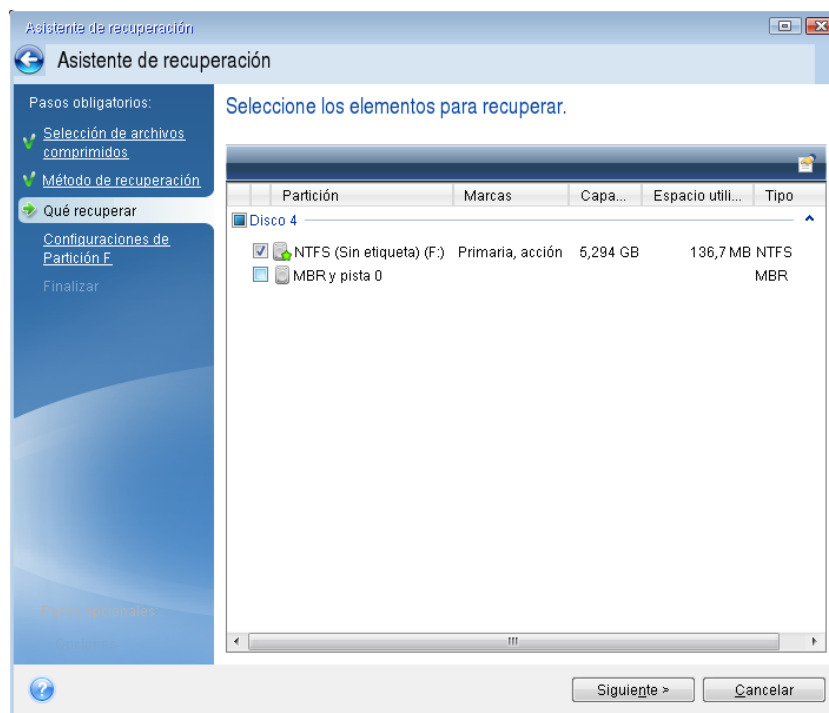 Asistente de recuperación
Asistente de recuperación
Pasos obligatorios:
Selección de archivos
comprimidos
Método de recuperación
Qué recuperar
Configuraciones de
Partición F
Finalizar
Seleccione los elementos para recuperar.
Partición Marcas Capa... Espacio utili... Tipo
Disco 4
NTFS (Sin etiqueta) (F:) Primaria, acción 5,294 GB 136,7 MB NTFS
MBR y pista 0 MBR
opcionales
Siguiente > Cancelar